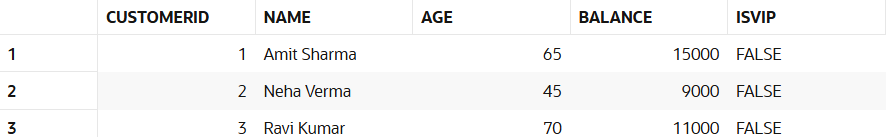 CUSTOMERID NAME AGE BALANCE ISVIP
1 1 Amit Sharma 65 15000 FALSE
2 2 Neha Verma 45 9000 FALSE
3 3 Ravi Kumar 70 11000 FALSE